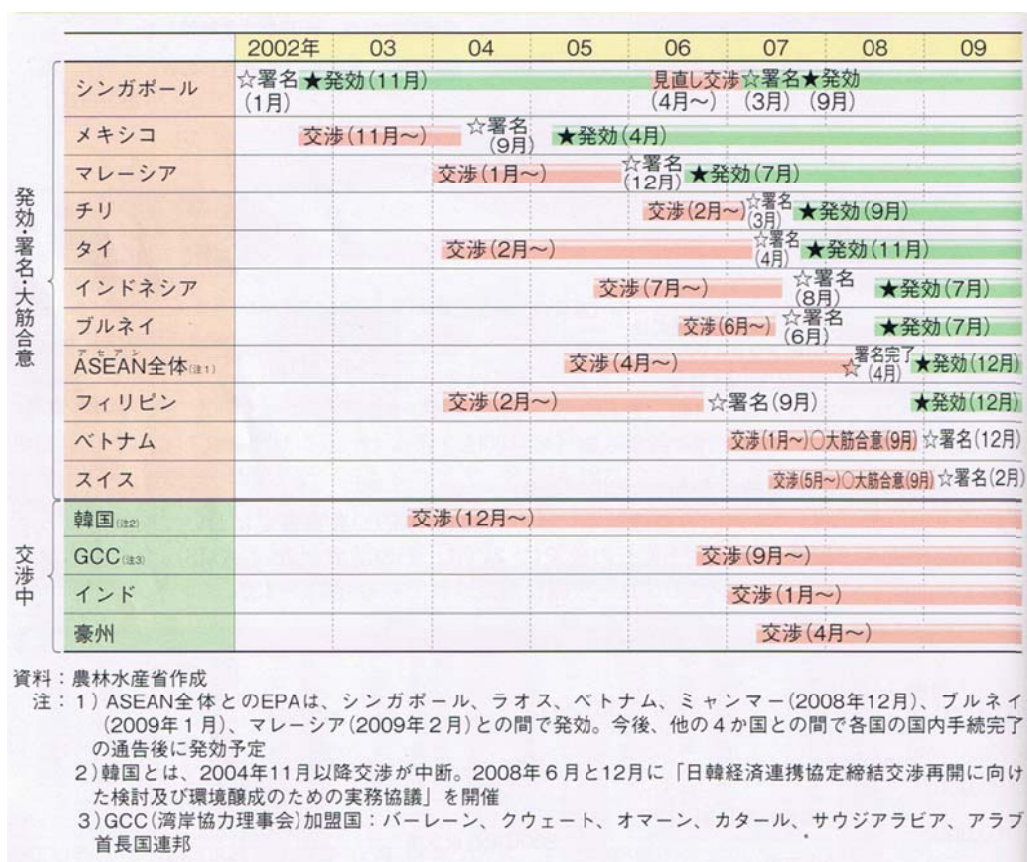 2002年 03 04 05 06 07 08 09
発効・署名・大筋合意
シンガポール ☆署名(1月) ★発効(11月) 見直し交渉(4月～) ☆署名(3月) ★発効(9月)
メキシコ 交渉(11月～) ☆署名(9月) ★発効(4月)
マレーシア 交渉(1月～) ☆署名(12月) ★発効(7月)
チリ 交渉(2月～) ☆署名(3月) ★発効(9月)
タイ 交渉(2月～) ☆署名(4月) ★発効(11月)
インドネシア 交渉(7月～) ☆署名(8月) ★発効(7月)
ブルネイ 交渉(6月～) ☆署名(6月) ★発効(7月)
アセアン
ASEAN全体(注1) 交渉(4月～) ☆署名完了(4月) ★発効(12月)
フィリピン 交渉(2月～) ☆署名(9月) ★発効(12月)
ベトナム 交渉(1月～)○大筋合意(9月) ☆署名(12月)
スイス 交渉(5月～)○大筋合意(9月) ☆署名(2月)
交渉中
韓国(注2) 交渉(12月～)
GCC(注3) 交渉(9月～)
インド 交渉(1月～)
豪州 交渉(4月～)
資料：農林水産省作成
注：1) ASEAN全体とのEPAは、シンガポール、ラオス、ベトナム、ミャンマー(2008年12月)、ブルネイ
(2009年1月)、マレーシア(2009年2月)との間で発効。今後、他の4か国との間で各国の国内手続完了
の通告後に発効予定
2)韓国とは、2004年11月以降交渉が中断。2008年6月と12月に「日韓経済連携協定締結交渉再開に向け
た検討及び環境醸成のための実務協議」を開催
3)GCC(湾岸協力理事会)加盟国：バーレーン、クウェート、オマーン、カタール、サウジアラビア、アラブ
首長国連邦